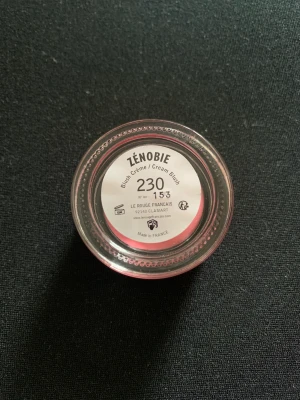 ZÉNOBIE
Blush Crème / Cream Blush
230
153
LE ROUGE FRANÇAIS
MADE IN FRANCE